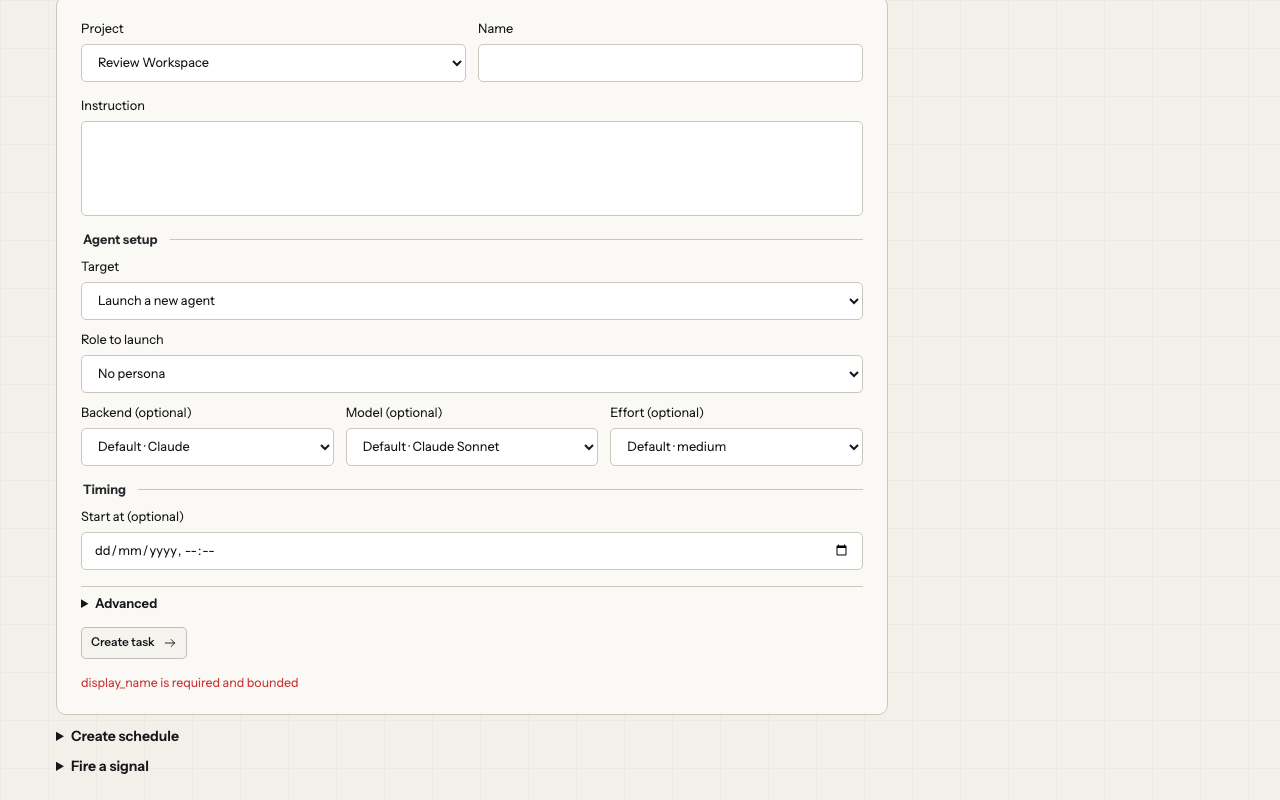 Project
Name
Review Workspace
Instruction
Agent setup
Target
Launch a new agent
Role to launch
No persona
Backend (optional)
Model (optional)
Effort (optional)
Default · Claude
Default · Claude Sonnet
Default · medium
Timing
Start at (optional)
dd/mm/yyyy, --:--
Advanced
Create task →
display_name is required and bounded
Create schedule
Fire a signal